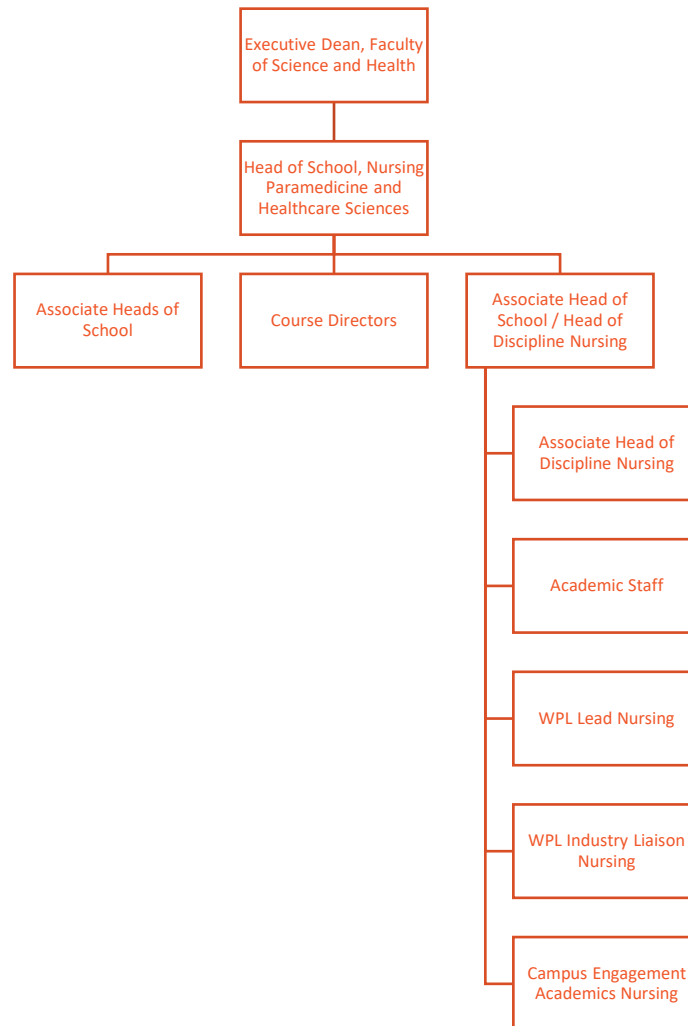 Executive Dean, Faculty
of Science and Health
Head of School, Nursing
Paramedicine and
Healthcare Sciences
Associate Heads of
School
Course Directors
Associate Head of
School / Head of
Discipline Nursing
Associate Head of
Discipline Nursing
Academic Staff
WPL Lead Nursing
WPL Industry Liaison
Nursing
Campus Engagement
Academics Nursing